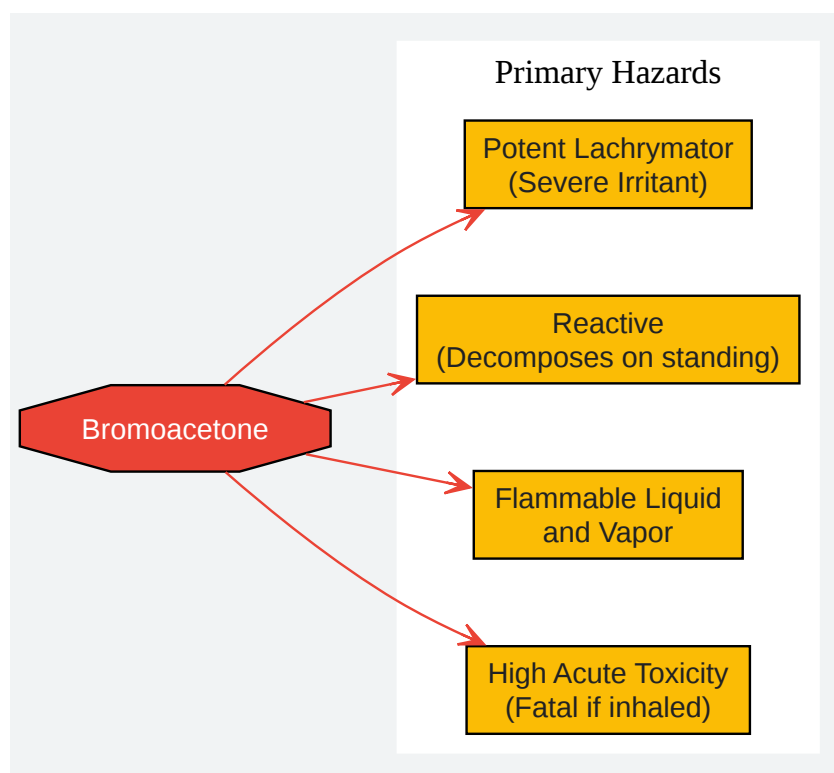 Primary Hazards
Potent Lachrymator
(Severe Irritant)
Reactive
(Decomposes on standing)
Bromoacetone
Flammable Liquid
and Vapor
High Acute Toxicity
(Fatal if inhaled)